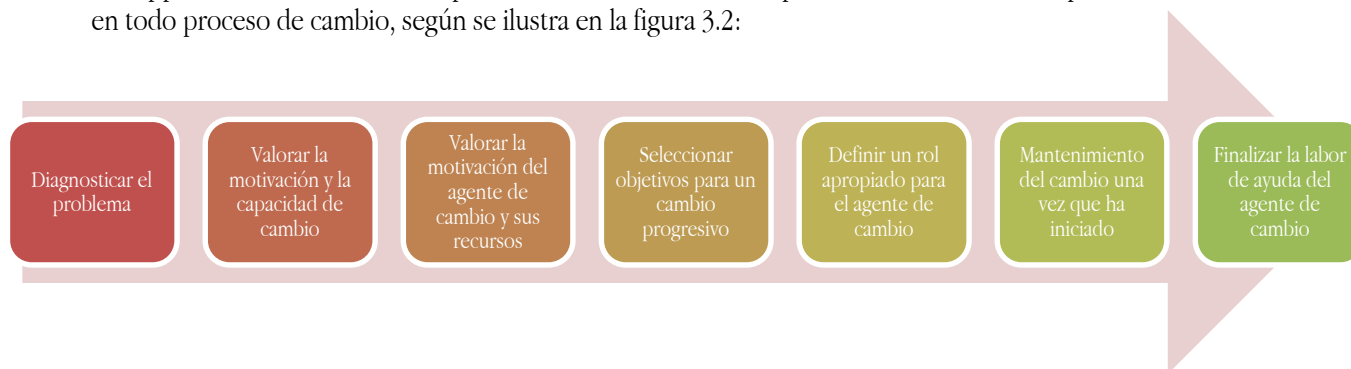 en todo proceso de cambio, según se ilustra en la figura 3.2:
Diagnosticar el
problema
Valorar la
motivación y la
capacidad de
cambio
Valorar la
motivación del
agente de
cambio y sus
recursos
Seleccionar
objetivos para un
cambio
progresivo
Definir un rol
apropiado para
el agente de
cambio
Mantenimiento
del cambio una
vez que ha
iniciado
Finalizar la labor
de ayuda del
agente de
cambio